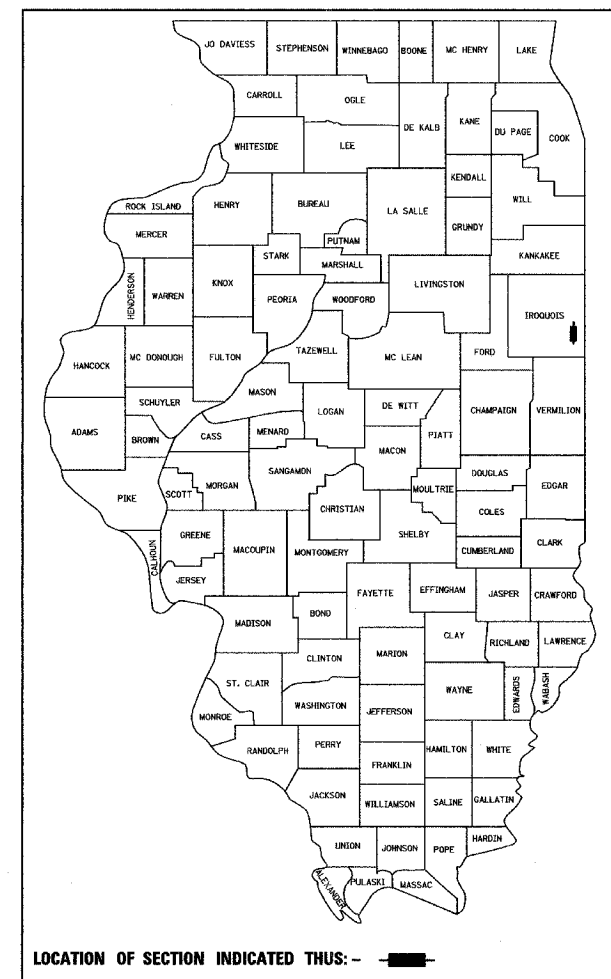 JO DAVIESS STEPHENSON WINNEBAGO BOONE MC HENRY LAKE
CARROLL OGLE DE KALB KANE DU PAGE COOK
WHITESIDE LEE KENDALL WILL
ROCK ISLAND HENRY BUREAU LA SALLE GRUNDY
MERCER PUTNAM KANKAKEE
STARK MARSHALL
HENDERSON WARREN KNOX PEORIA WOODFORD LIVINGSTON IROQUOIS
HANCOCK MC DONOUGH FULTON TAZEWELL MC LEAN FORD
SCHUYLER MASON LOGAN DE WITT CHAMPAIGN VERMILION
ADAMS BROWN CASS MENARD MACON PIATT
PIKE SCOTT MORGAN SANGAMON MOULTRIE DOUGLAS EDGAR
CHRISTIAN COLES
CALHOUN GREENE MACOUPIN MONTGOMERY SHELBY CUMBERLAND CLARK
JERSEY
FAYETTE EFFINGHAM JASPER CRAWFORD
MADISON BOND CLAY RICHLAND LAWRENCE
CLINTON MARION
ST. CLAIR WAYNE EDWARDS WABASH
MONROE WASHINGTON JEFFERSON
RANDOLPH PERRY HAMILTON WHITE
FRANKLIN
JACKSON WILLIAMSON SALINE GALLATIN
UNION JOHNSON POPE HARDIN
ALEXANDER PULASKI MASSAC
LOCATION OF SECTION INDICATED THUS: -